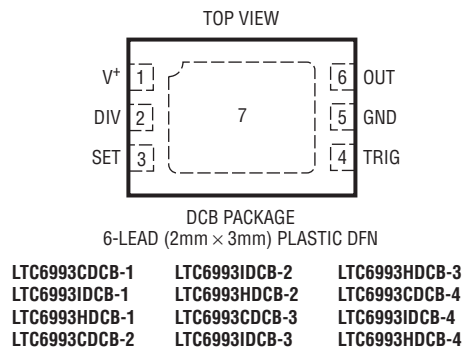 TOP VIEW
V+ 1 6 OUT
DIV 2 7 5 GND
SET 3 4 TRIG
DCB PACKAGE
6-LEAD (2mm × 3mm) PLASTIC DFN
LTC6993CDCB-1 LTC6993IDCB-2 LTC6993HDCB-3
LTC6993IDCB-1 LTC6993HDCB-2 LTC6993CDCB-4
LTC6993HDCB-1 LTC6993CDCB-3 LTC6993IDCB-4
LTC6993CDCB-2 LTC6993IDCB-3 LTC6993HDCB-4